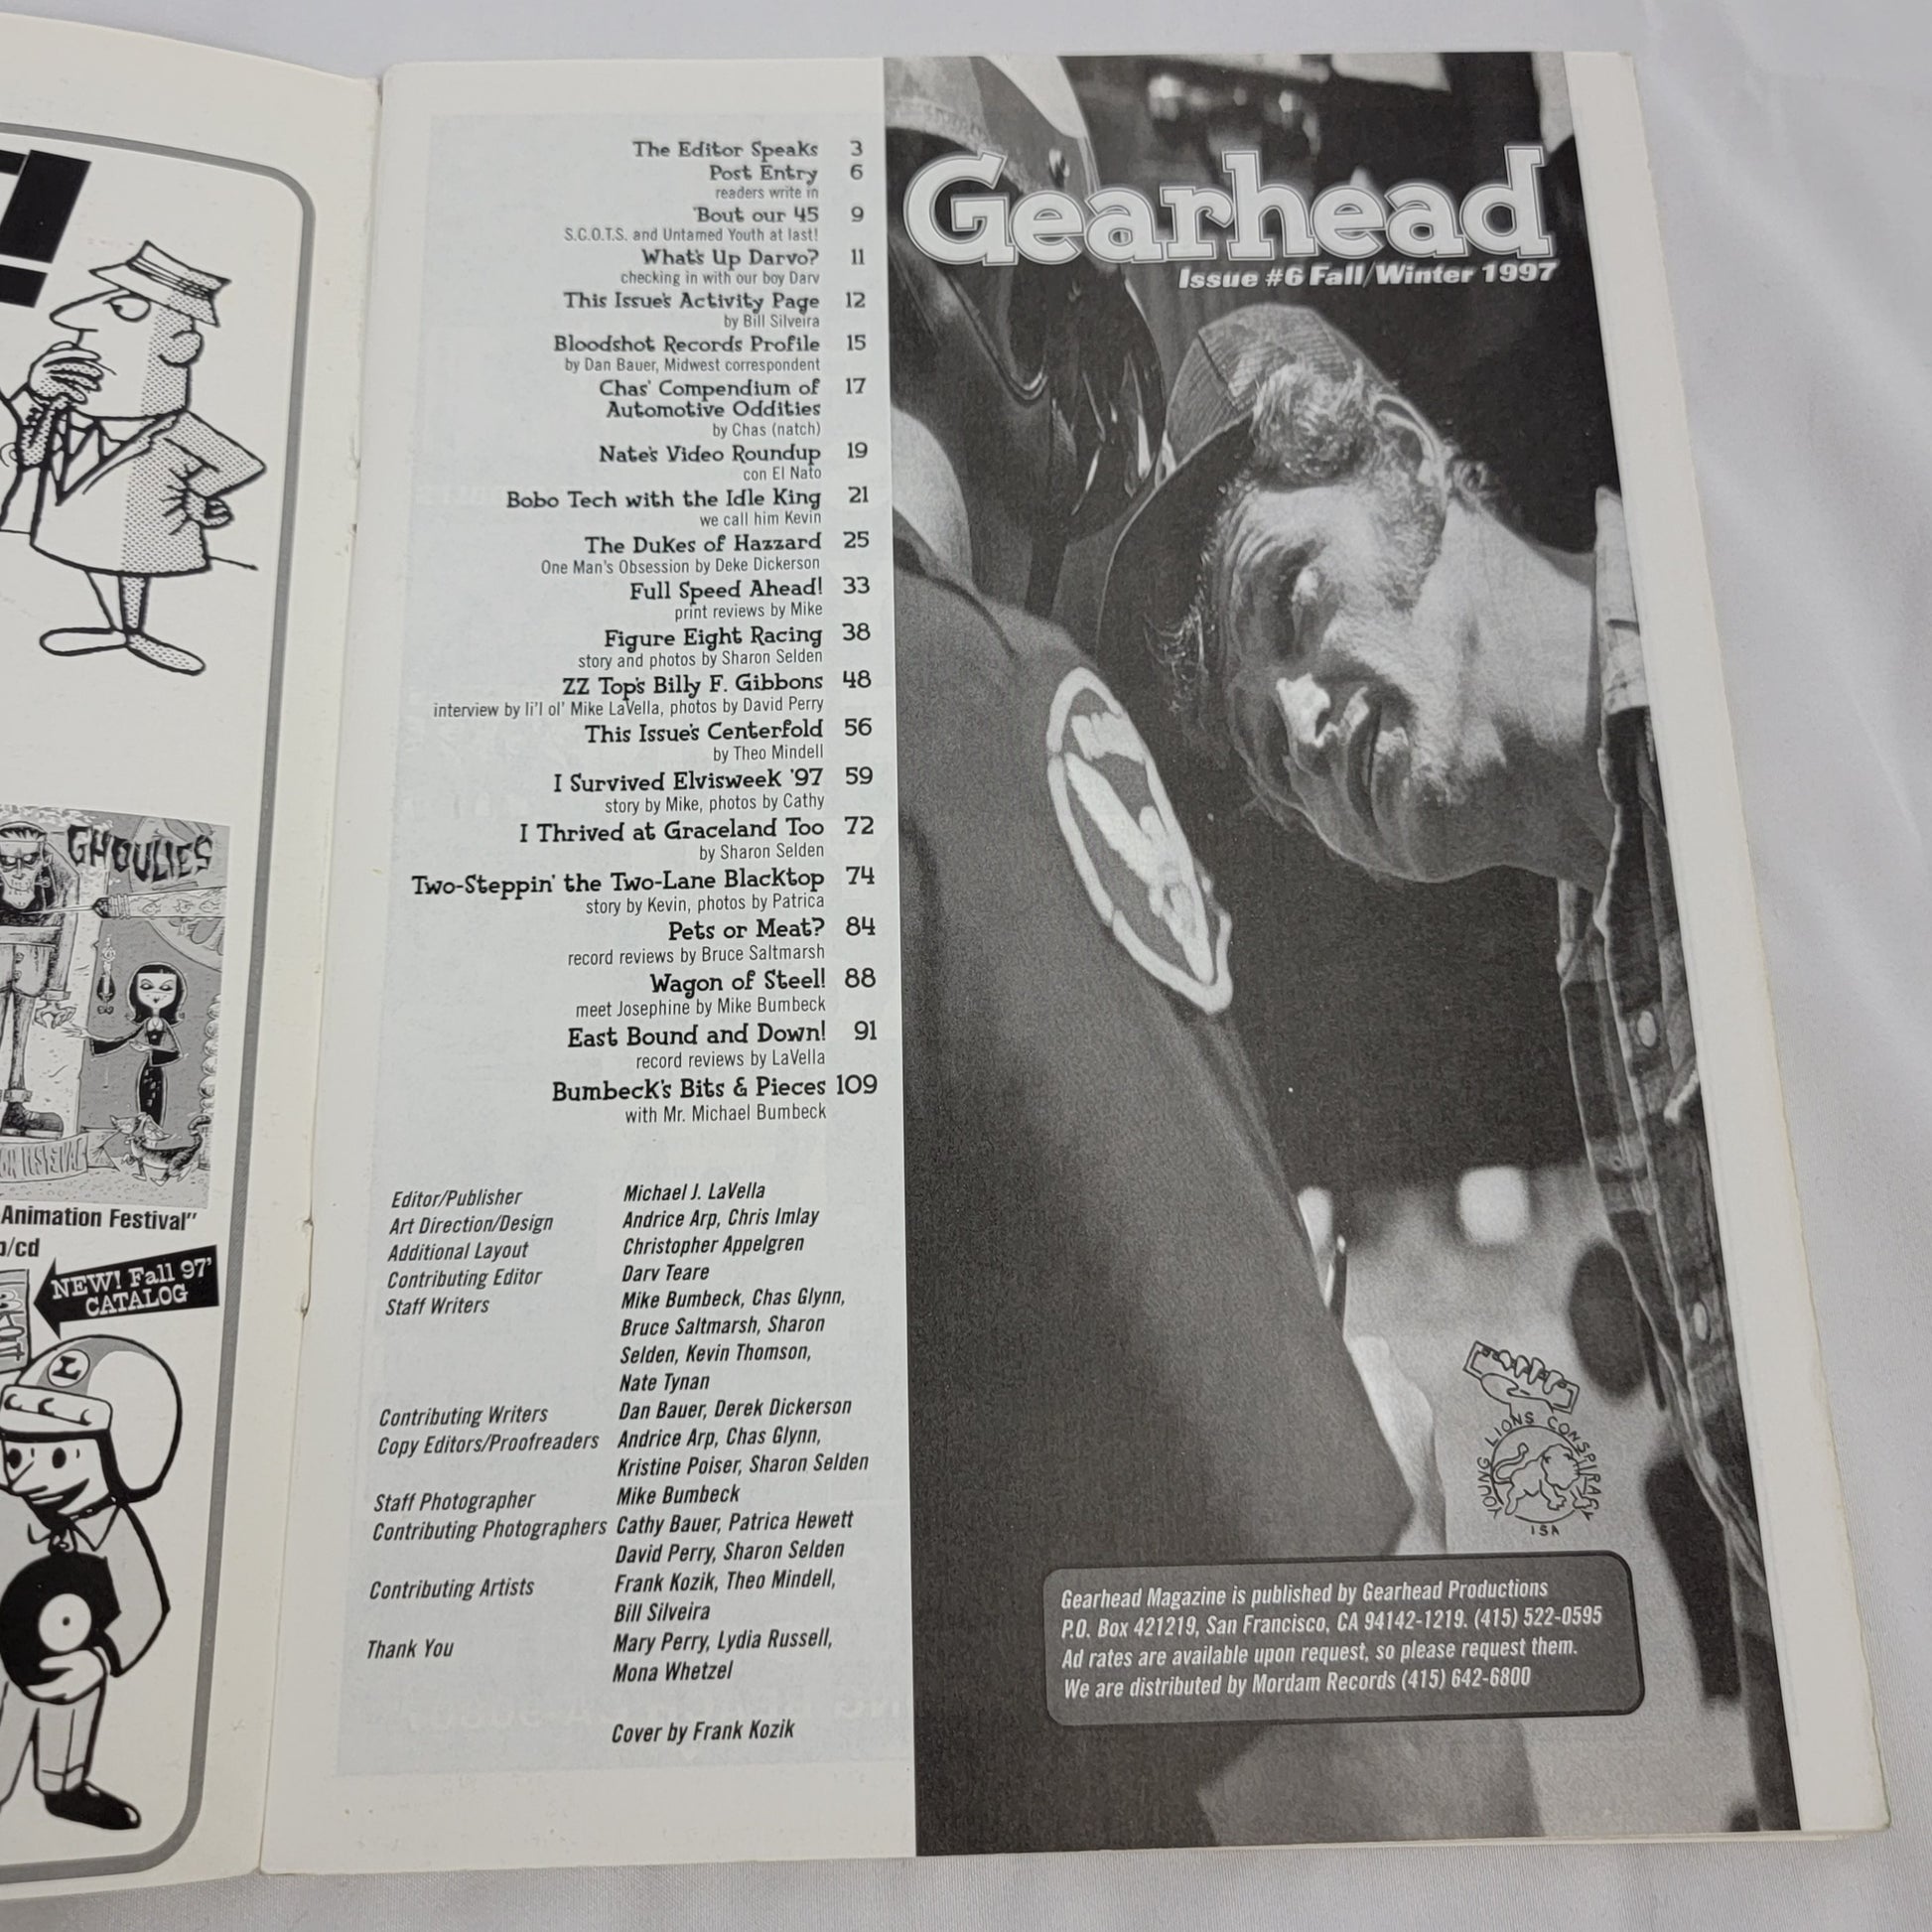 !
GHOULIES
Animation Festival"
/cd
NEW! Fall 97'
CATALOG
L
The Editor Speaks 3
Post Entry 6
readers write in
'Bout our 45 9
S.C.O.T.S. and Untamed Youth at last!
What's Up Darvo? 11
checking in with our boy Darv
This Issue's Activity Page 12
by Bill Silveira
Bloodshot Records Profile 15
by Dan Bauer, Midwest correspondent
Chas' Compendium of 17
Automotive Oddities
by Chas (natch)
Nate's Video Roundup 19
con El Nato
Bobo Tech with the Idle King 21
we call him Kevin
The Dukes of Hazzard 25
One Man's Obsession by Deke Dickerson
Full Speed Ahead! 33
print reviews by Mike
Figure Eight Racing 38
story and photos by Sharon Selden
ZZ Top's Billy F. Gibbons 48
interview by li'l ol' Mike LaVella, photos by David Perry
This Issue's Centerfold 56
by Theo Mindell
I Survived Elvisweek '97 59
story by Mike, photos by Cathy
I Thrived at Graceland Too 72
by Sharon Selden
Two-Steppin' the Two-Lane Blacktop 74
story by Kevin, photos by Patrica
Pets or Meat? 84
record reviews by Bruce Saltmarsh
Wagon of Steel! 88
meet Josephine by Mike Bumbeck
East Bound and Down! 91
record reviews by LaVella
Bumbeck's Bits & Pieces 109
with Mr. Michael Bumbeck
Editor/Publisher Michael J. LaVella
Art Direction/Design Andrice Arp, Chris Imlay
Additional Layout Christopher Appelgren
Contributing Editor Darv Teare
Staff Writers Mike Bumbeck, Chas Glynn,
Bruce Saltmarsh, Sharon
Selden, Kevin Thomson,
Nate Tynan
Contributing Writers Dan Bauer, Derek Dickerson
Copy Editors/Proofreaders Andrice Arp, Chas Glynn,
Kristine Poiser, Sharon Selden
Staff Photographer Mike Bumbeck
Contributing Photographers Cathy Bauer, Patrica Hewett
David Perry, Sharon Selden
Contributing Artists Frank Kozik, Theo Mindell,
Bill Silveira
Thank You Mary Perry, Lydia Russell,
Mona Whetzel
Cover by Frank Kozik
Gearhead
Issue #6 Fall/Winter 1997
YOUNG LIONS CONSPIRACY
ISA
Gearhead Magazine is published by Gearhead Productions
P.O. Box 421219, San Francisco, CA 94142-1219. (415) 522-0595
Ad rates are available upon request, so please request them.
We are distributed by Mordam Records (415) 642-6800